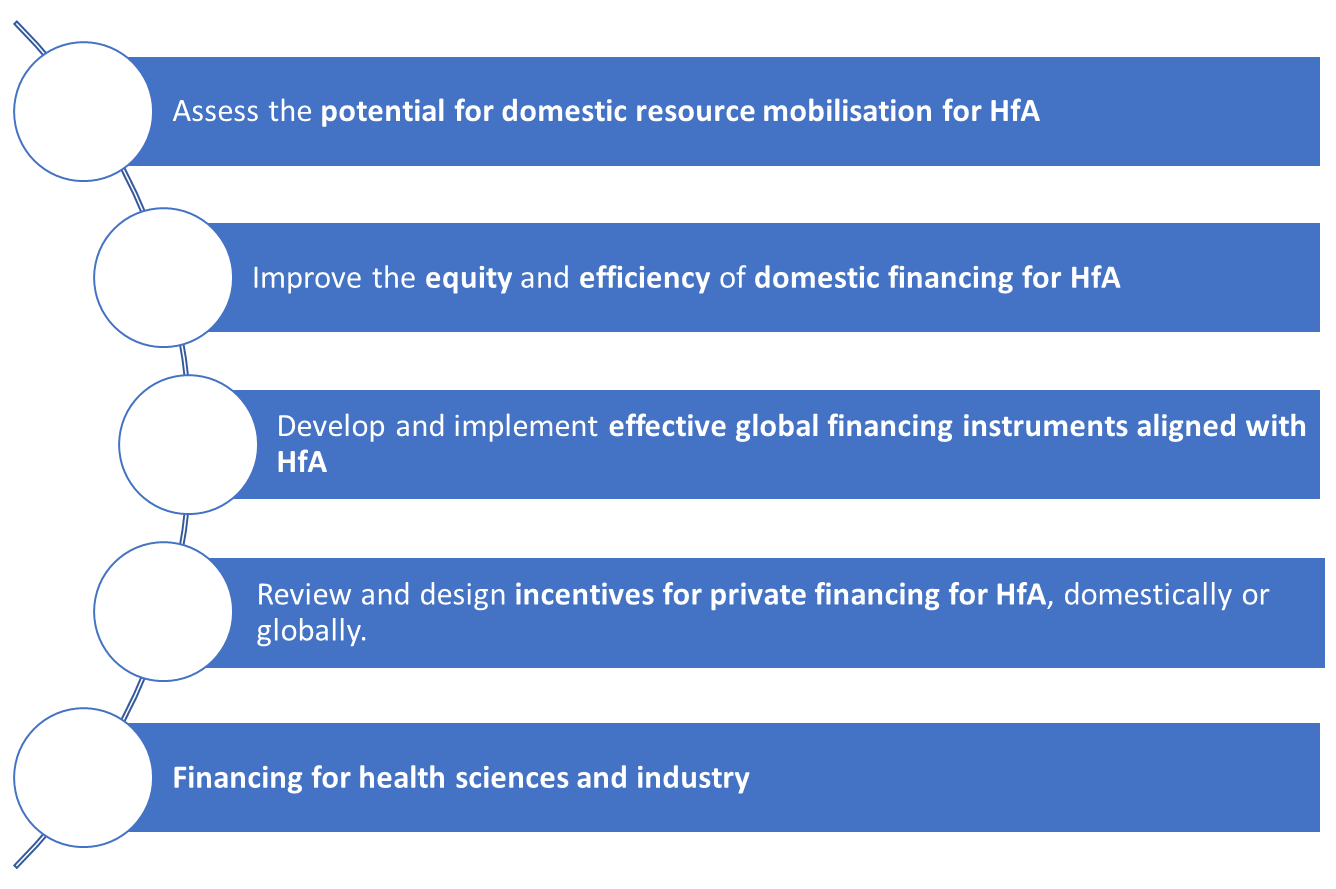 Assess the potential for domestic resource mobilisation for HfA
Improve the equity and efficiency of domestic financing for HfA
Develop and implement effective global financing instruments aligned with
HfA
Review and design incentives for private financing for HfA, domestically or
globally.
Financing for health sciences and industry